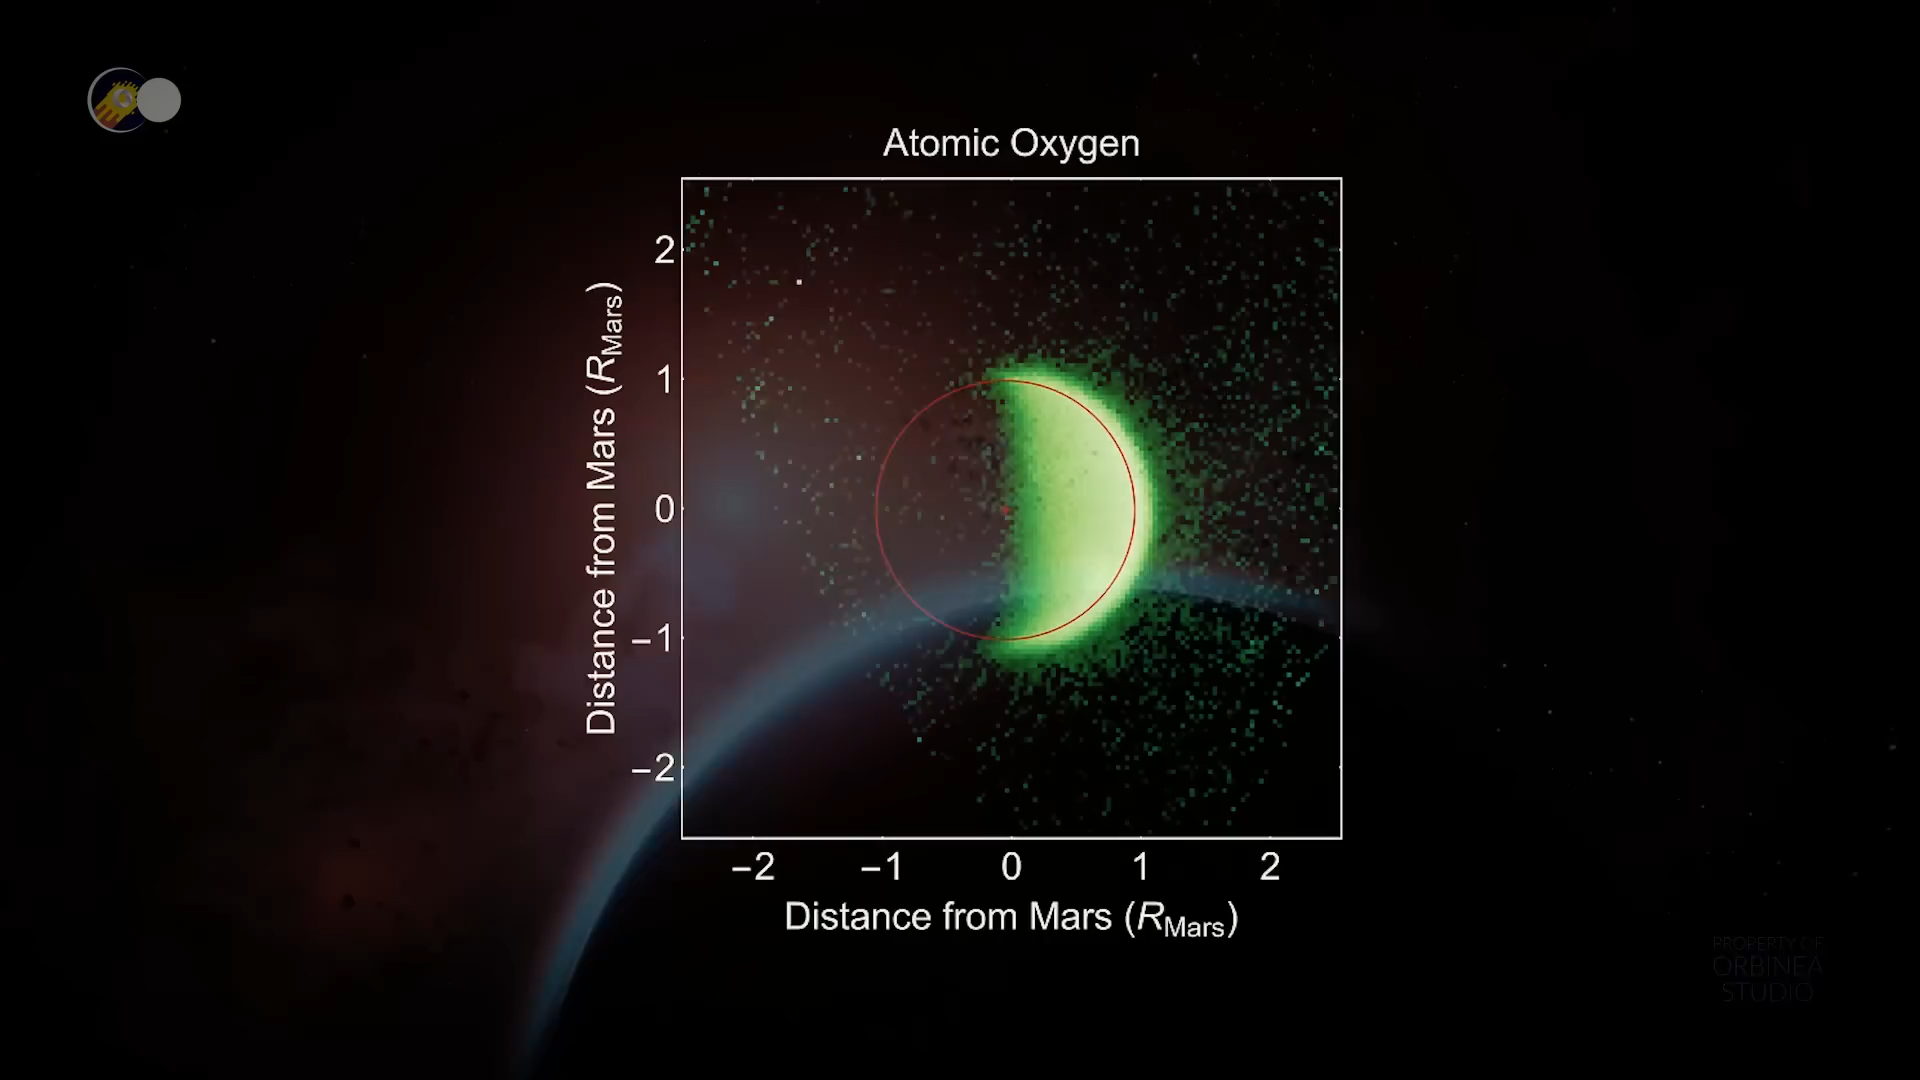 Atomic Oxygen
2
1
0
−1
−2
Distance from Mars (RMars)
−2 −1 0 1 2
Distance from Mars (RMars)
PROPERTY OF
ORBINEA
STUDIO